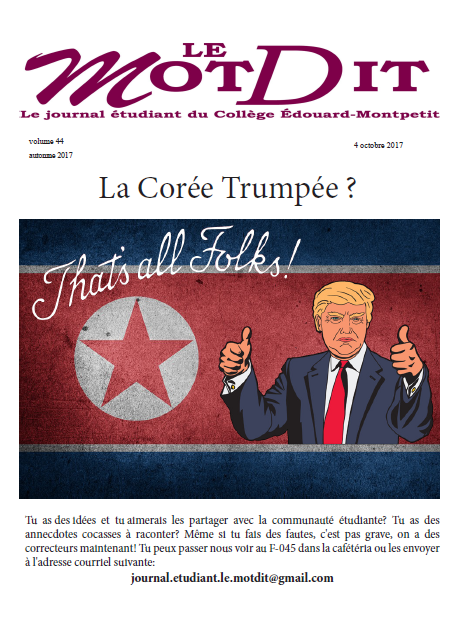 LE
MOTDIT
Le journal étudiant du Collège Édouard-Montpetit
volume 44
automne 2017
4 octobre 2017
La Corée Trumpée ?
That's all Folks!
Tu as des idées et tu aimerais les partager avec la communauté étudiante? Tu as des
annecdotes cocasses à raconter? Même si tu fais des fautes, c'est pas grave, on a des
correcteurs maintenant! Tu peux passer nous voir au F-045 dans la cafétéria ou les envoyer
à l'adresse courriel suivante:
journal.etudiant.le.motdit@gmail.com